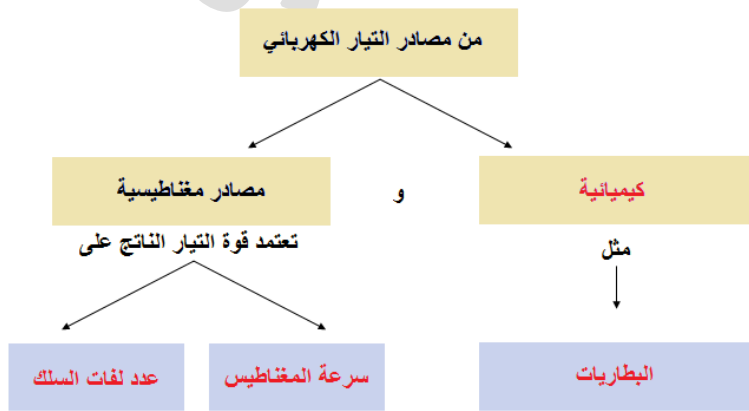 من مصادر التيار الكهربائي
كيميائية
و
مصادر مغناطيسية
مثل
تعتمد قوة التيار الناتج على
البطاريات
سرعة المغناطيس
عدد لفات السلك